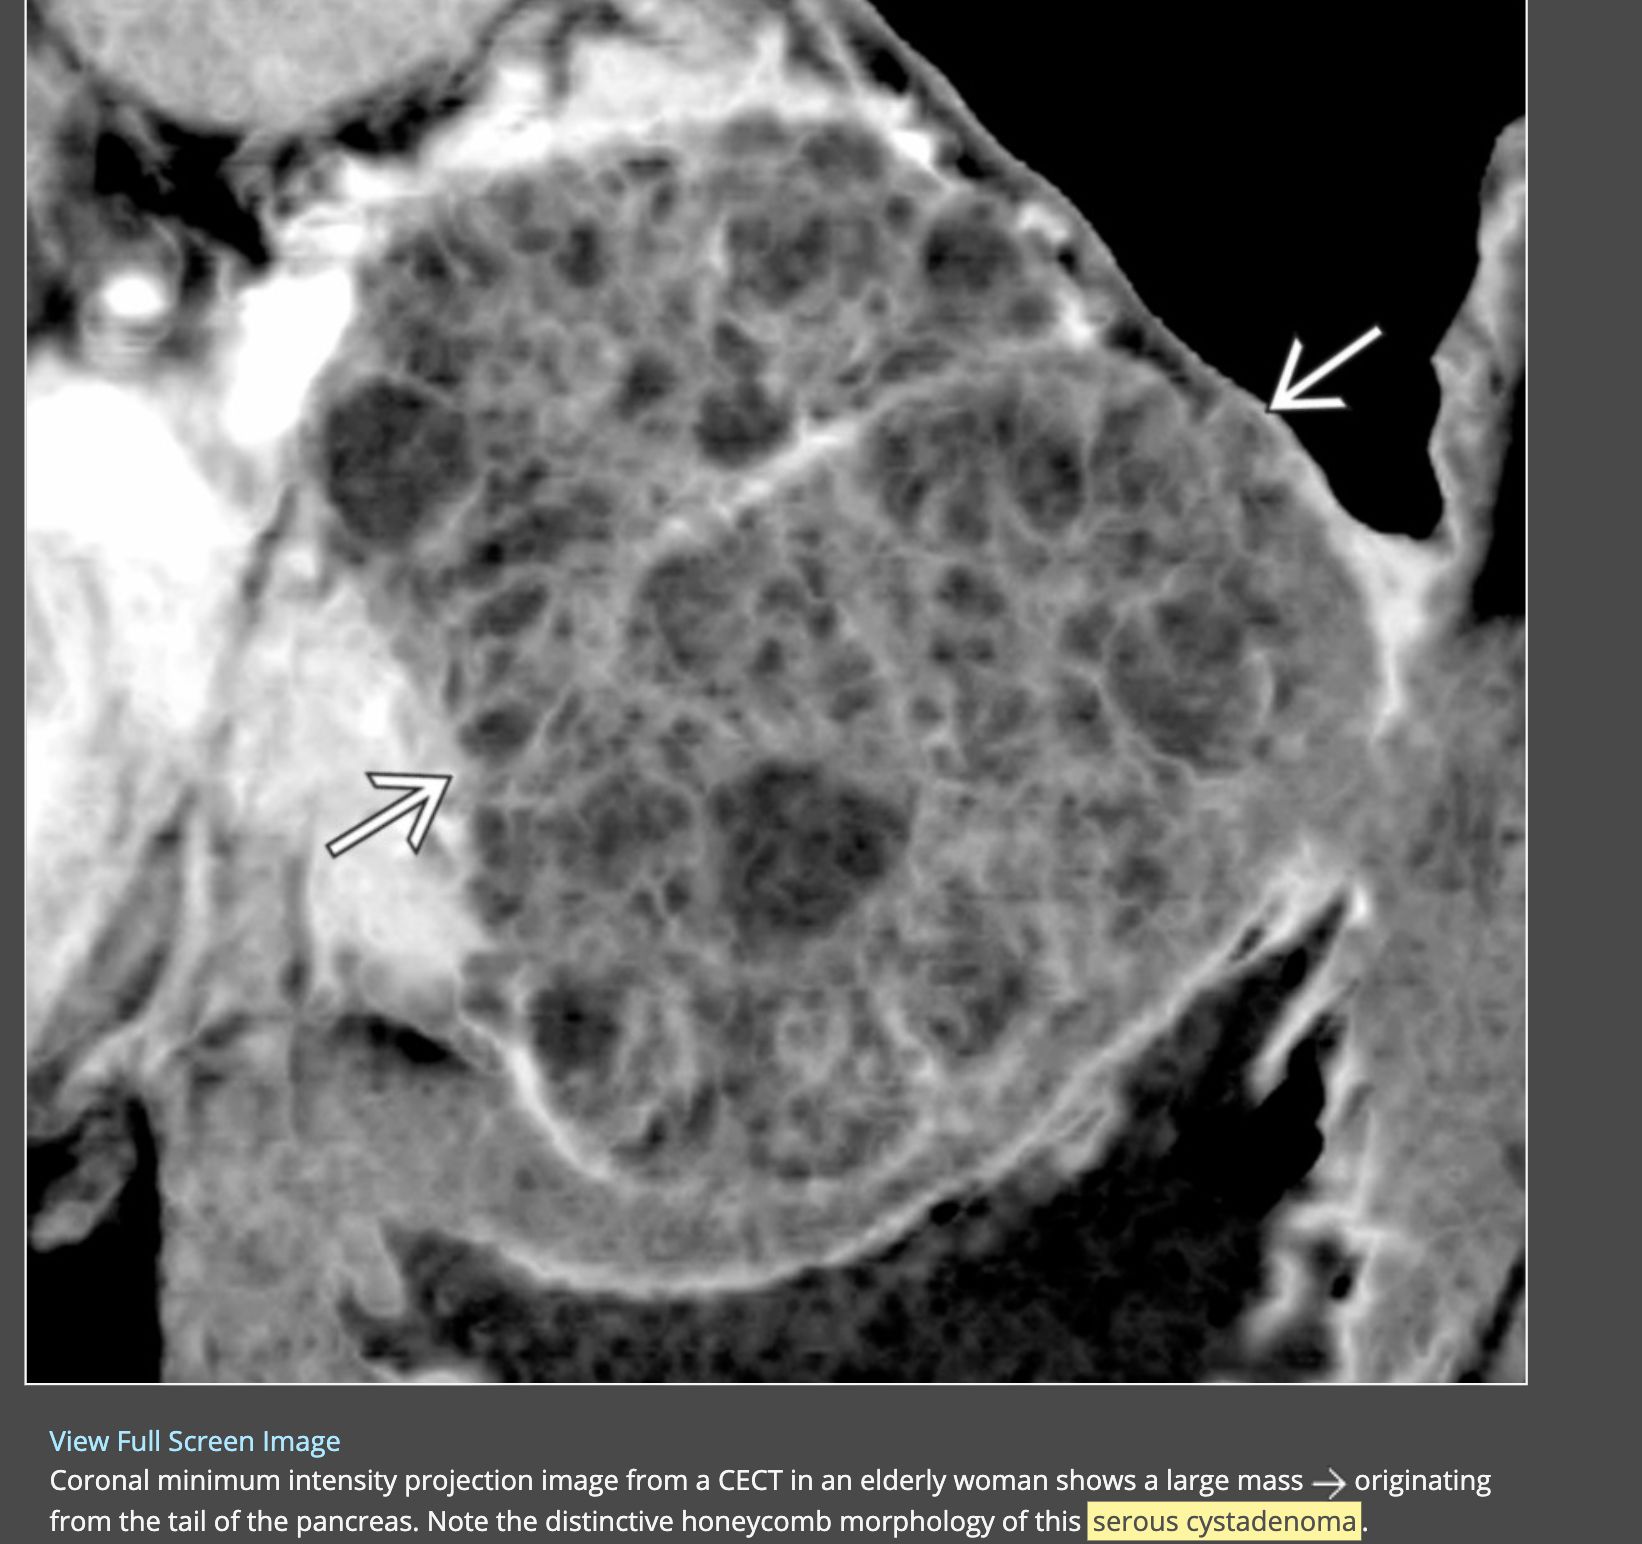 View Full Screen Image
Coronal minimum intensity projection image from a CECT in an elderly woman shows a large mass → originating
from the tail of the pancreas. Note the distinctive honeycomb morphology of this serous cystadenoma.